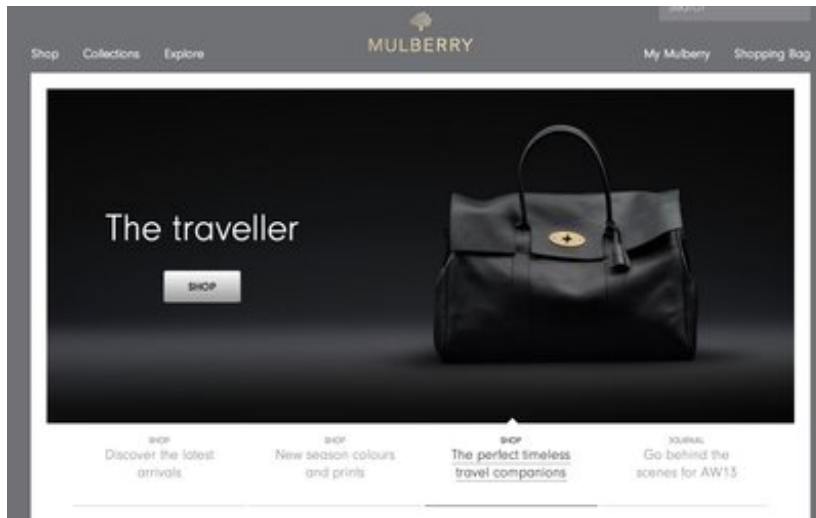 Search
MULBERRY
Shop Collections Explore
My Mulberry Shopping Bag
The traveller
SHOP
SHOP
Discover the latest
arrivals
SHOP
New season colours
and prints
SHOP
The perfect timeless
travel companions
JOURNAL
Go behind the
scenes for AW13